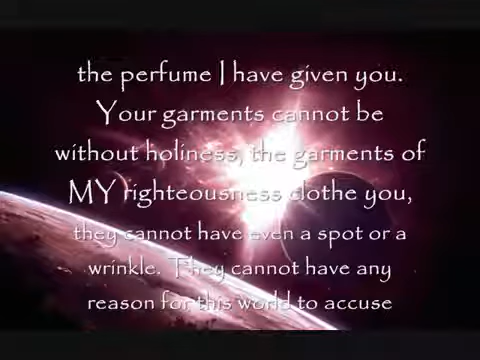 the perfume I have given you.
Your garments cannot be
without holiness, the garments of
MY righteousness clothe you,
they cannot have even a spot or a
wrinkle. They cannot have any
reason for this world to accuse